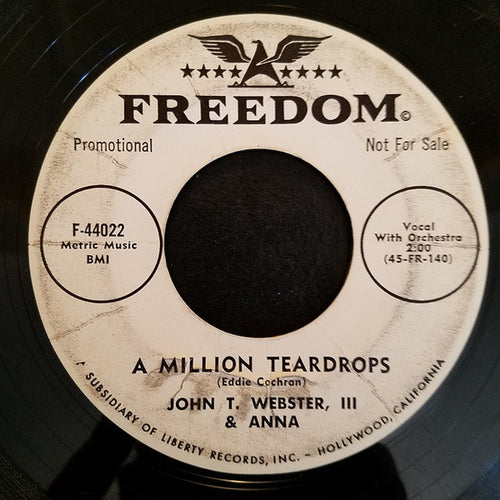 FREEDOM©
Promotional
Not For Sale
F-44022
Metric Music
BMI
Vocal
With Orchestra
2:00
(45-FR-140)
A MILLION TEARDROPS
(Eddie Cochran)
JOHN T. WEBSTER, III
& ANNA
A SUBSIDIARY OF LIBERTY RECORDS, INC. - HOLLYWOOD, CALIFORNIA